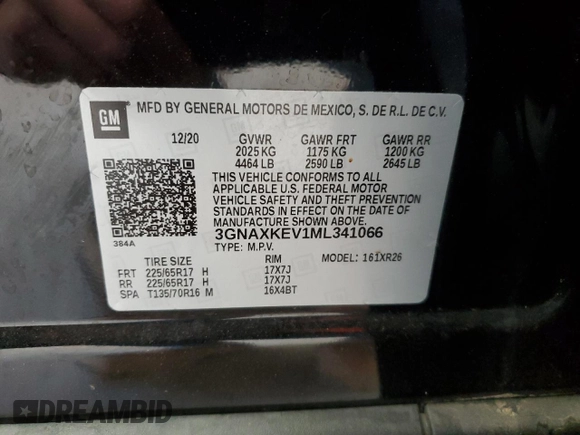 GM
MFD BY GENERAL MOTORS DE MEXICO, S. DE R.L. DE C.V.
12/20 GVWR GAWR FRT GAWR RR
2025 KG 1175 KG 1200 KG
4464 LB 2590 LB 2645 LB
THIS VEHICLE CONFORMS TO ALL
APPLICABLE U.S. FEDERAL MOTOR
VEHICLE SAFETY AND THEFT PREVENTION
STANDARDS IN EFFECT ON THE DATE OF
MANUFACTURE SHOWN ABOVE.
3GNAXKEV1ML341066
384A TYPE: M.P.V.
TIRE SIZE RIM MODEL: 161XR26
FRT 225/65R17 H 17X7J
RR 225/65R17 H 17X7J
SPA T135/70R16 M 16X4BT
DREAMBID